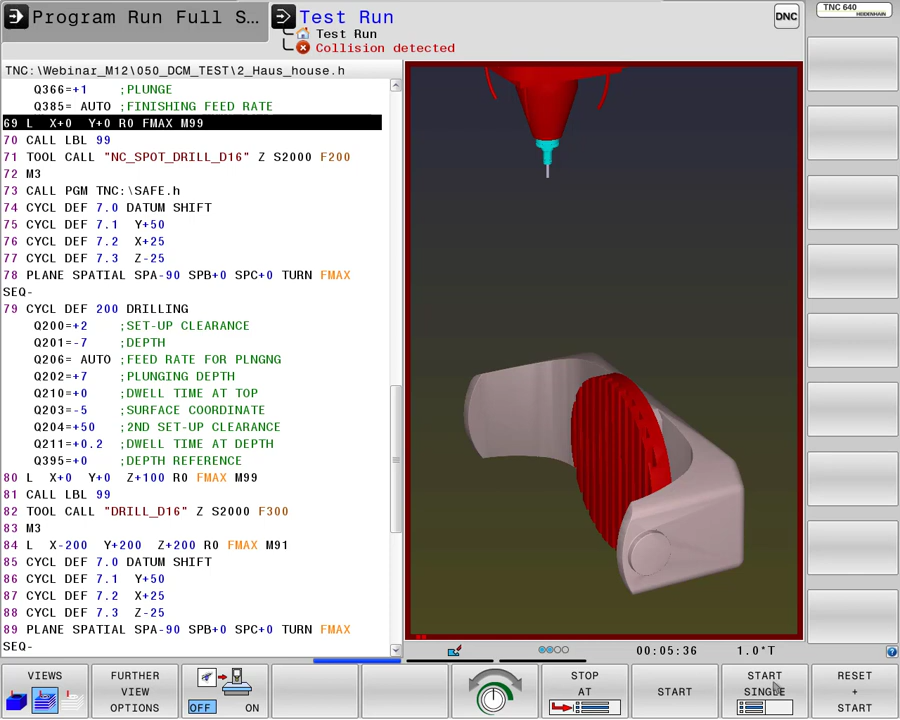 Program Run Full S...
Test Run
Test Run
Collision detected
DNC
TNC 640
HEIDENHAIN
TNC:\Webinar_M12\050_DCM_TEST\2_Haus_house.h
Q366=+1 ;PLUNGE
Q385= AUTO ;FINISHING FEED RATE
69 L X+0 Y+0 R0 FMAX M99
70 CALL LBL 99
71 TOOL CALL "NC_SPOT_DRILL_D16" Z S2000 F200
72 M3
73 CALL PGM TNC:\SAFE.h
74 CYCL DEF 7.0 DATUM SHIFT
75 CYCL DEF 7.1 Y+50
76 CYCL DEF 7.2 X+25
77 CYCL DEF 7.3 Z-25
78 PLANE SPATIAL SPA-90 SPB+0 SPC+0 TURN FMAX
SEQ-
79 CYCL DEF 200 DRILLING
Q200=+2 ;SET-UP CLEARANCE
Q201=-7 ;DEPTH
Q206= AUTO ;FEED RATE FOR PLNGNG
Q202=+7 ;PLUNGING DEPTH
Q210=+0 ;DWELL TIME AT TOP
Q203=-5 ;SURFACE COORDINATE
Q204=+50 ;2ND SET-UP CLEARANCE
Q211=+0.2 ;DWELL TIME AT DEPTH
Q395=+0 ;DEPTH REFERENCE
80 L X+0 Y+0 Z+100 R0 FMAX M99
81 CALL LBL 99
82 TOOL CALL "DRILL_D16" Z S2000 F300
83 M3
84 L X-200 Y+200 Z+200 R0 FMAX M91
85 CYCL DEF 7.0 DATUM SHIFT
86 CYCL DEF 7.1 Y+50
87 CYCL DEF 7.2 X+25
88 CYCL DEF 7.3 Z-25
89 PLANE SPATIAL SPA-90 SPB+0 SPC+0 TURN FMAX
SEQ-
00:05:36 1.0*T
VIEWS
FURTHER
VIEW
OPTIONS
OFF ON
STOP
AT
START
START
SINGLE
RESET
+
START